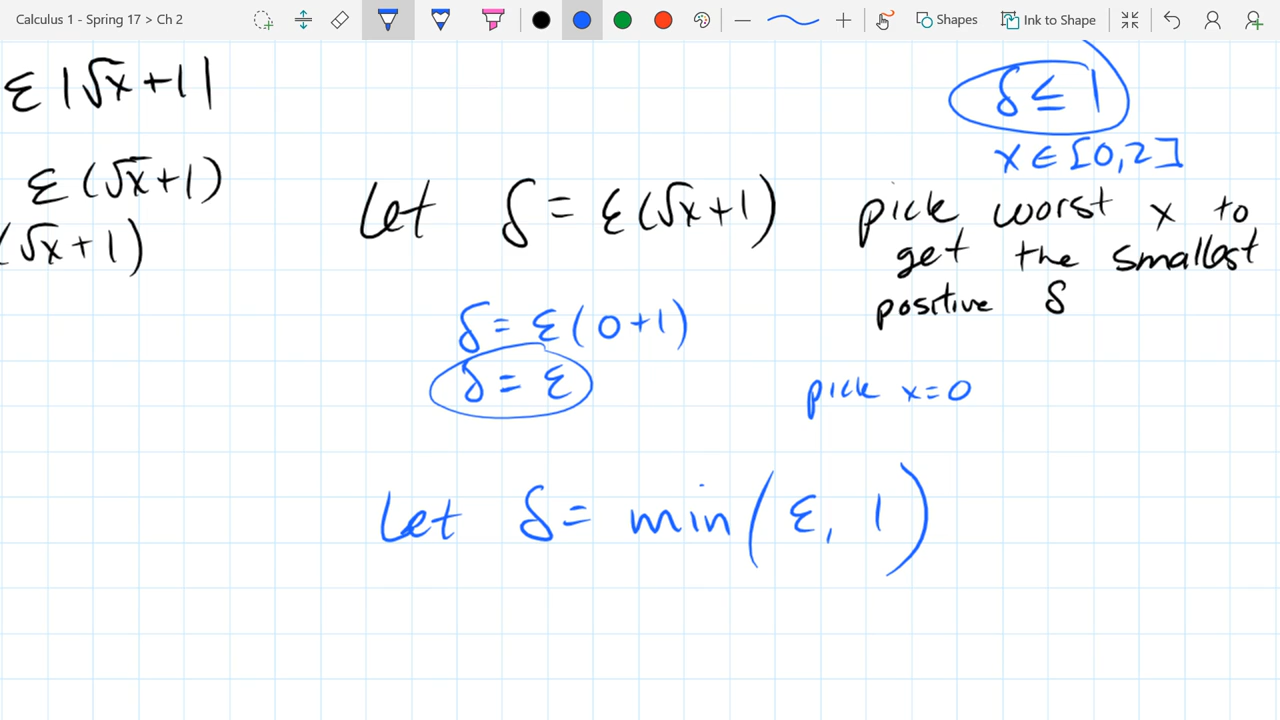 Calculus 1 - Spring 17 > Ch 2
Shapes
Ink to Shape
ε |√x+1|
ε (√x+1)
(√x+1)
δ ≤ 1
x ∈ [0,2]
Let δ = ε(√x+1)
pick worst x to
get the smallest
positive δ
δ = ε(0+1)
δ = ε
pick x=0
Let δ = min(ε, 1)